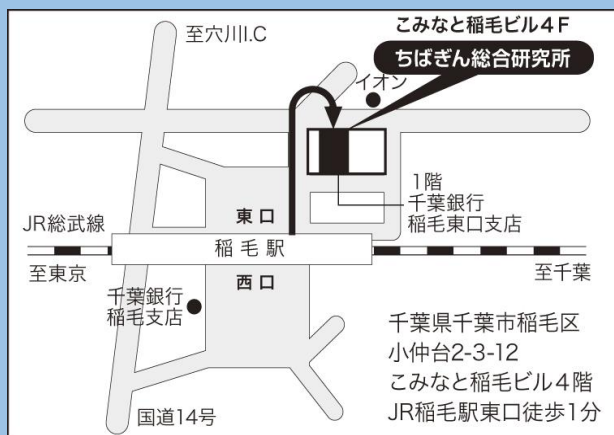 こみなと稲毛ビル４F
ちばぎん総合研究所
至穴川I.C
イオン
1階
千葉銀行
稲毛東口支店
東口
JR総武線
稲毛駅
至東京
至千葉
西口
千葉銀行
稲毛支店
国道14号
千葉県千葉市稲毛区
小仲台2-3-12
こみなと稲毛ビル４階
JR稲毛駅東口徒歩1分